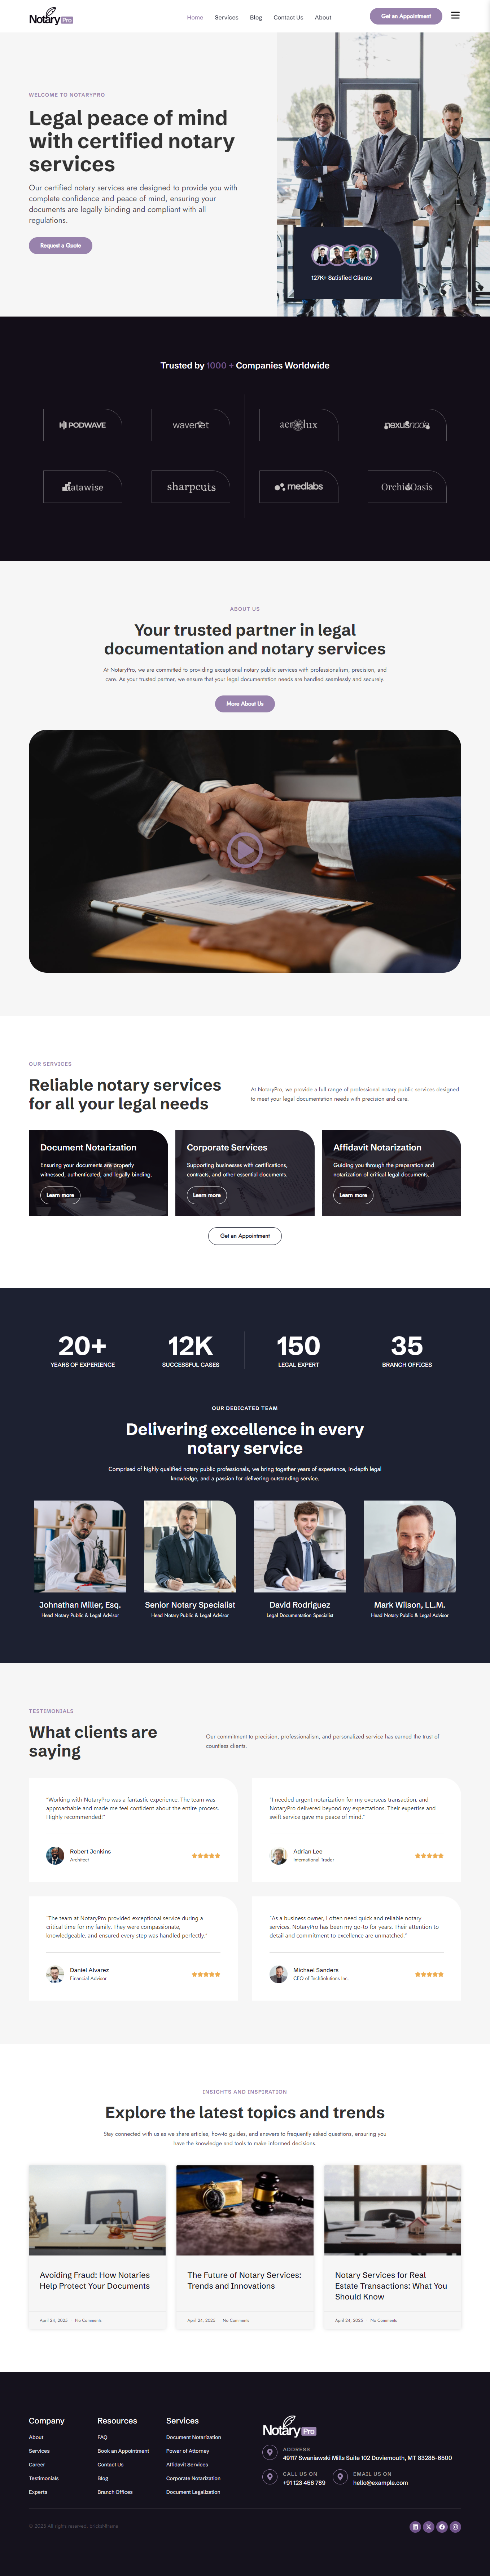 Notary Pro
Home Services Blog Contact Us About
Get an Appointment
WELCOME TO NOTARYPRO
Legal peace of mind
with certified notary
services
Our certified notary services are designed to provide you with
complete confidence and peace of mind, ensuring your
documents are legally binding and compliant with all
regulations.
Request a Quote
127K+ Satisfied Clients
Trusted by 1000 + Companies Worldwide
PODWAVE
wavenet
nexusnode
atawise
sharpcuts
medlabs
Orchid Oasis
ABOUT US
Your trusted partner in legal
documentation and notary services
At NotaryPro, we are committed to providing exceptional notary public services with professionalism, precision, and
care. As your trusted partner, we ensure that your legal documentation needs are handled seamlessly and securely.
More About Us
OUR SERVICES
Reliable notary services
for all your legal needs
At NotaryPro, we provide a full range of professional notary public services designed
to meet your legal documentation needs with precision and care.
Document Notarization
Ensuring your documents are properly
witnessed, authenticated, and legally binding.
Learn more
Corporate Services
Supporting businesses with certifications,
contracts, and other essential documents.
Learn more
Affidavit Notarization
Guiding you through the preparation and
notarization of critical legal documents.
Learn more
Get an Appointment
20+
YEARS OF EXPERIENCE
12K
SUCCESSFUL CASES
150
LEGAL EXPERT
35
BRANCH OFFICES
OUR DEDICATED TEAM
Delivering excellence in every
notary service
Comprised of highly qualified notary public professionals, we bring together years of experience, in-depth legal
knowledge, and a passion for delivering outstanding service.
Johnathan Miller, Esq.
Head Notary Public & Legal Advisor
Senior Notary Specialist
Head Notary Public & Legal Advisor
David Rodriguez
Legal Documentation Specialist
Mark Wilson, LL.M.
Head Notary Public & Legal Advisor
TESTIMONIALS
What clients are
saying
Our commitment to precision, professionalism, and personalized service has earned the trust of
countless clients.
"Working with NotaryPro was a fantastic experience. The team was
approachable and made me feel confident about the entire process.
Highly recommended!"
Robert Jenkins
Architect
"I needed urgent notarization for my overseas transaction, and
NotaryPro delivered beyond my expectations. Their expertise and
swift service gave me peace of mind."
Adrian Lee
International Trader
"The team at NotaryPro provided exceptional service during a
critical time for my family. They were compassionate,
knowledgeable, and ensured every step was handled perfectly."
Daniel Alvarez
Financial Advisor
"As a business owner, I often need quick and reliable notary
services. NotaryPro has been my go-to for years. Their attention to
detail and commitment to excellence are unmatched."
Michael Sanders
CEO of TechSolutions Inc.
INSIGHTS AND INSPIRATION
Explore the latest topics and trends
Stay connected with us as we share articles, how-to guides, and answers to frequently asked questions, ensuring you
have the knowledge and tools to make informed decisions.
Avoiding Fraud: How Notaries
Help Protect Your Documents
April 24, 2025 No Comments
The Future of Notary Services:
Trends and Innovations
April 24, 2025 No Comments
Notary Services for Real
Estate Transactions: What You
Should Know
April 24, 2025 No Comments
Company
About
Services
Career
Testimonials
Experts
Resources
FAQ
Book an Appointment
Contact Us
Blog
Branch Offices
Services
Document Notarization
Power of Attorney
Affidavit Services
Corporate Notarization
Document Legalization
Notary Pro
ADDRESS
49117 Swaniawski Mills Suite 102 Doviemouth, MT 83285-6500
CALL US ON
+91 123 456 789
EMAIL US ON
hello@example.com
© 2025 All rights reserved.